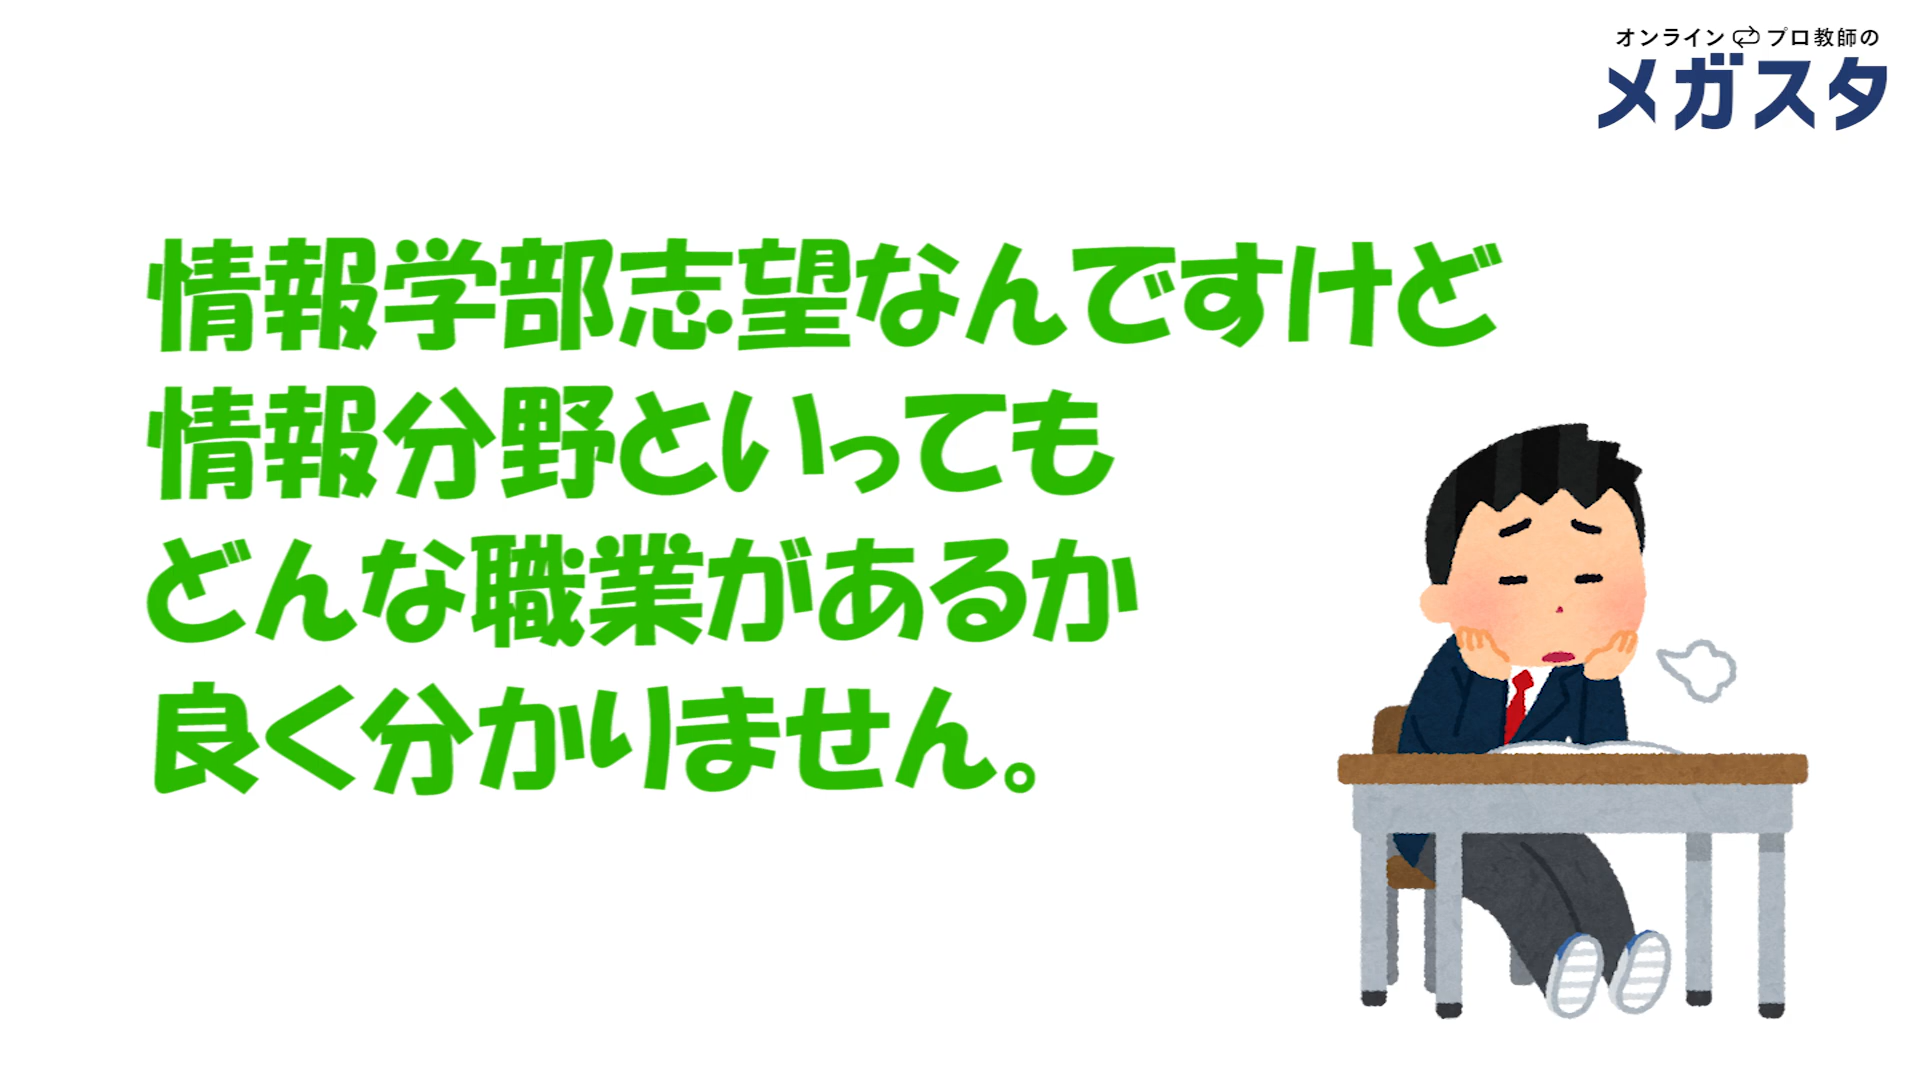 オンライン プロ教師の
メガスタ
情報学部志望なんですけど
情報分野といっても
どんな職業があるか
良く分かりません。